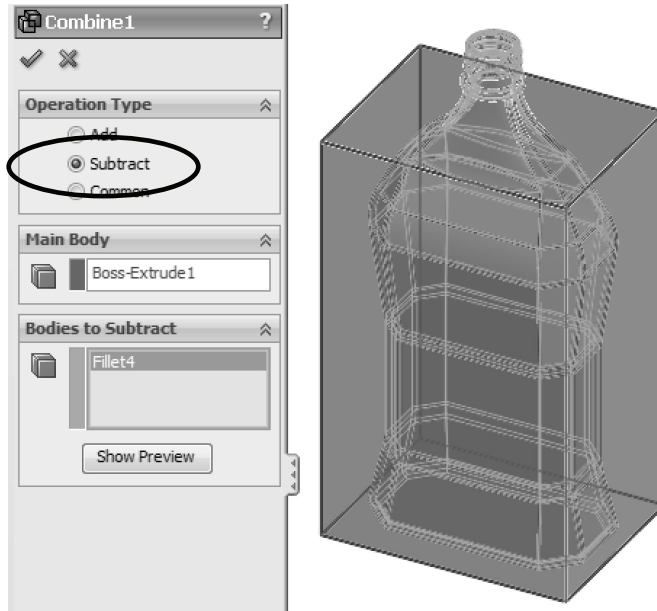 Combine1 ?
Operation Type
Add
Subtract
Common
Main Body
Boss-Extrude1
Bodies to Subtract
Fillet4
Show Preview